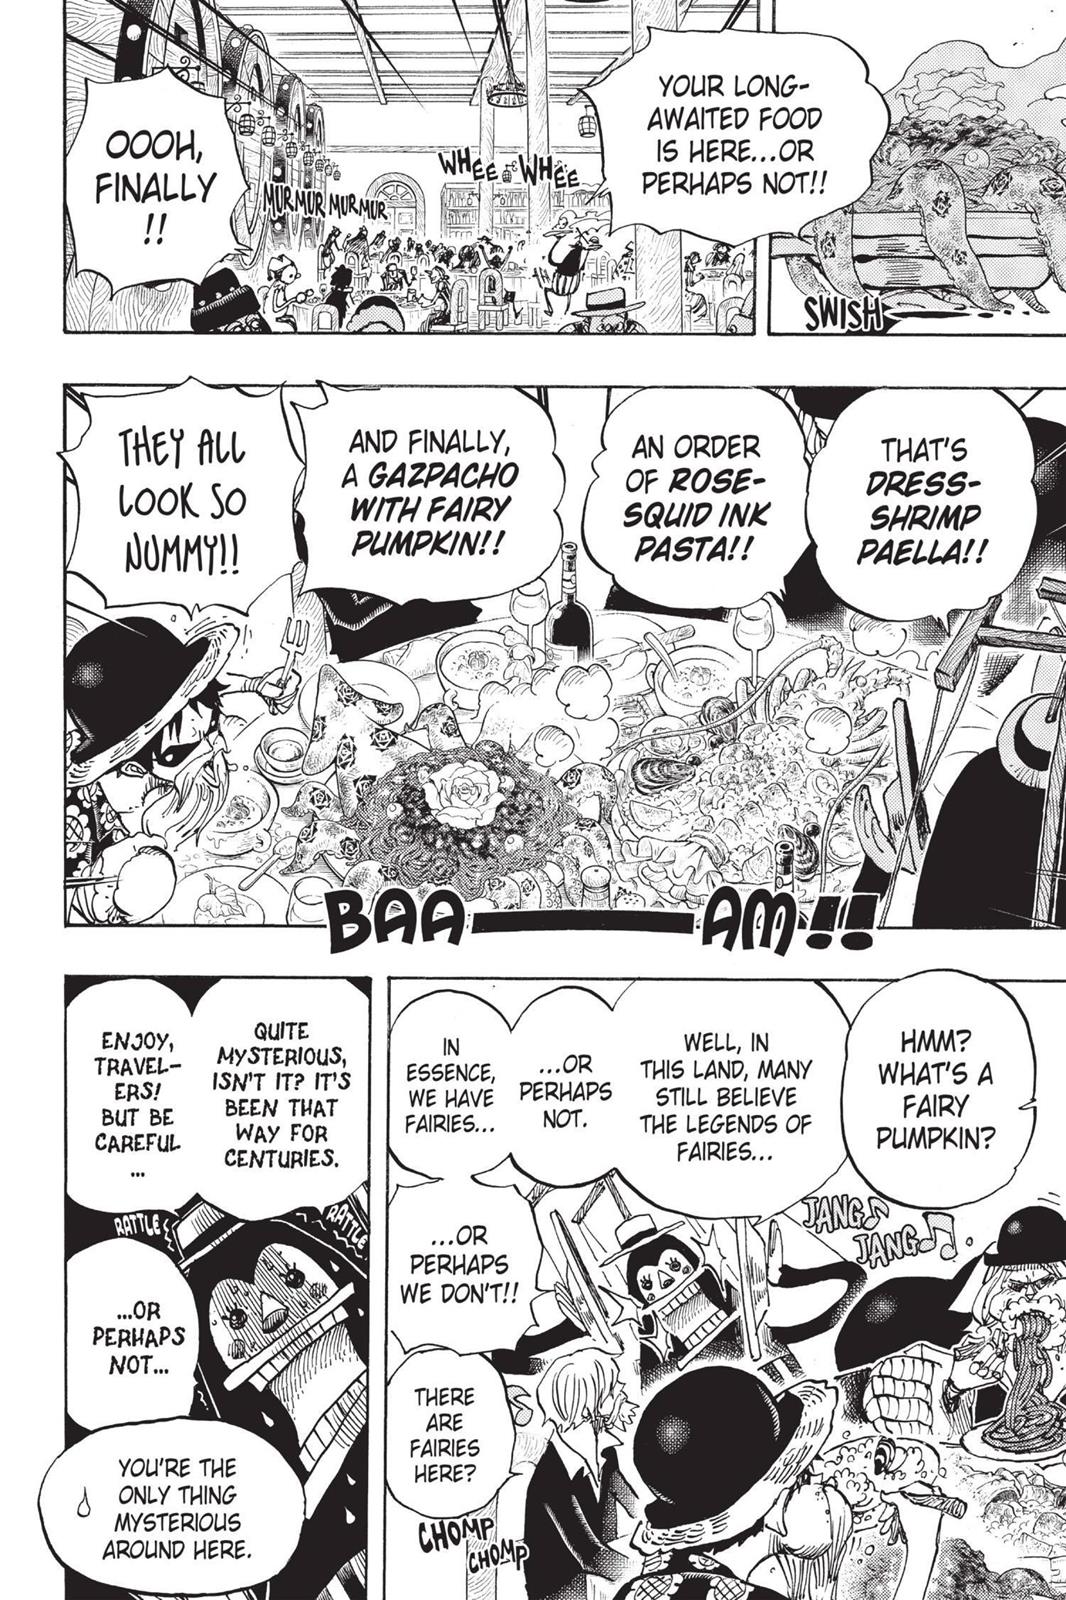 YOUR LONG-
AWAITED FOOD
IS HERE...OR
PERHAPS NOT!!
SWISH
WHEE WHEE
MURMUR MURMUR
OOOH,
FINALLY
!!
THAT'S
DRESS-
SHRIMP
PAELLA!!
AN ORDER
OF ROSE-
SQUID INK
PASTA!!
AND FINALLY,
A GAZPACHO
WITH FAIRY
PUMPKIN!!
THEY ALL
LOOK SO
NUMMY!!
BAA AM!!
HMM?
WHAT'S A
FAIRY
PUMPKIN?
WELL, IN
THIS LAND, MANY
STILL BELIEVE
THE LEGENDS OF
FAIRIES...
...OR
PERHAPS
NOT.
IN
ESSENCE,
WE HAVE
FAIRIES...
...OR
PERHAPS
WE DON'T!!
JANG♪
JANG♫
THERE
ARE
FAIRIES
HERE?
CHOMP
CHOMP
QUITE
MYSTERIOUS,
ISN'T IT? IT'S
BEEN THAT
WAY FOR
CENTURIES.
ENJOY,
TRAVEL-
ERS!
BUT BE
CAREFUL
...
RATTLE
RATTLE
...OR
PERHAPS
NOT...
YOU'RE THE
ONLY THING
MYSTERIOUS
AROUND HERE.